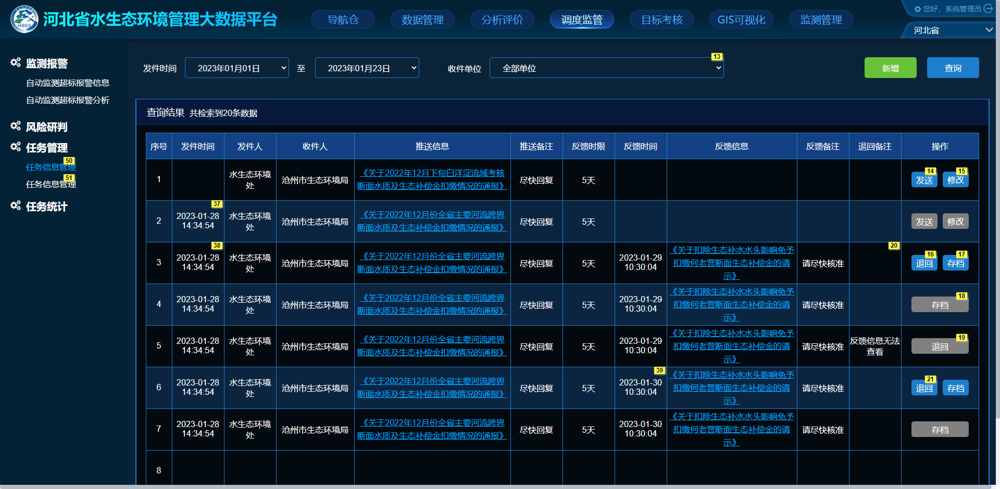 河北省水生态环境管理大数据平台
HBEE
导航仓
数据管理
分析评价
调度监管
目标考核
GIS可视化
监测管理
您好，系统管理员
河北省
监测报警
自动监测超标报警信息
自动监测超标报警分析
风险研判
任务管理
50
任务信息管理
51
任务信息管理
任务统计
发件时间 2023年01月01日 至 2023年01月23日 收件单位 全部单位 13 新增 查询
查询结果 共检索到20条数据
序号 发件时间 发件人 收件人 推送信息 推送备注 反馈时限 反馈时间 反馈信息 反馈备注 退回备注 操作
1
水生态环境
处
沧州市生态环境局
《关于2022年12月下旬白洋淀流域考核
断面水质及生态补偿金扣缴情况的通报》
尽快回复
5天
14
发送
15
修改
2
37
2023-01-28
14:34:54
水生态环境
处
沧州市生态环境局
《关于2022年12月份全省主要河流跨界
断面水质及生态补偿金扣缴情况的通报》
尽快回复
5天
发送
修改
3
38
2023-01-28
14:34:54
水生态环境
处
沧州市生态环境局
《关于2022年12月份全省主要河流跨界
断面水质及生态补偿金扣缴情况的通报》
尽快回复
5天
2023-01-29
10:30:04
《关于扣除生态补水水头影响免予
扣缴何老营断面生态补偿金的请
示》
请尽快核准
20
16
退回
17
存档
4
2023-01-28
14:34:54
水生态环境
处
沧州市生态环境局
《关于2022年12月份全省主要河流跨界
断面水质及生态补偿金扣缴情况的通报》
尽快回复
5天
2023-01-29
10:30:04
《关于扣除生态补水水头影响免予
扣缴何老营断面生态补偿金的请
示》
请尽快核准
18
存档
5
2023-01-28
14:34:54
水生态环境
处
沧州市生态环境局
《关于2022年12月份全省主要河流跨界
断面水质及生态补偿金扣缴情况的通报》
尽快回复
5天
2023-01-29
10:30:04
《关于扣除生态补水水头影响免予
扣缴何老营断面生态补偿金的请
示》
请尽快核准
反馈信息无法
查看
19
退回
6
2023-01-28
14:34:54
水生态环境
处
沧州市生态环境局
《关于2022年12月份全省主要河流跨界
断面水质及生态补偿金扣缴情况的通报》
尽快回复
5天
39
2023-01-30
10:30:04
《关于扣除生态补水水头影响免予
扣缴何老营断面生态补偿金的请
示》
请尽快核准
21
退回
存档
7
2023-01-28
14:34:54
水生态环境
处
沧州市生态环境局
《关于2022年12月份全省主要河流跨界
断面水质及生态补偿金扣缴情况的通报》
尽快回复
5天
2023-01-30
10:30:04
《关于扣除生态补水水头影响免予
扣缴何老营断面生态补偿金的请
示》
请尽快核准
存档
8